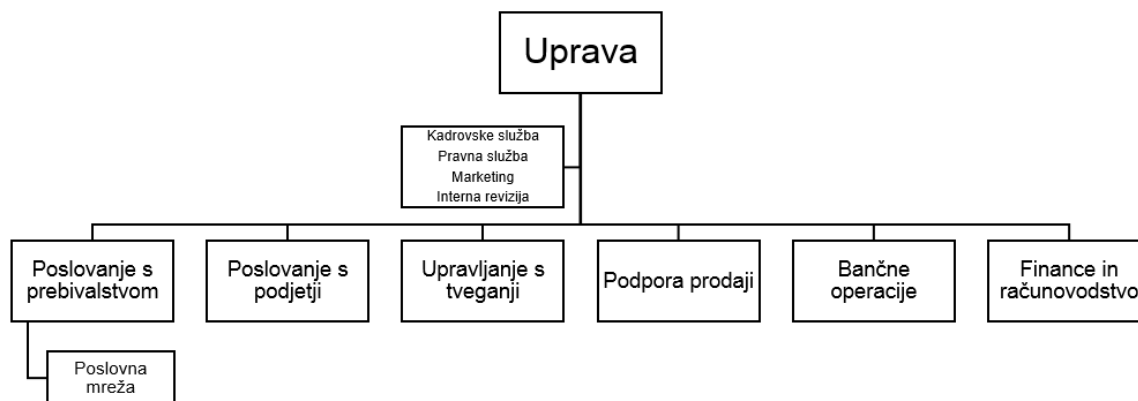 Uprava
Kadrovske služba
Pravna služba
Marketing
Interna revizija
Poslovanje s
prebivalstvom
Poslovanje s
podjetji
Upravljanje s
tveganji
Podpora prodaji
Bančne
operacije
Finance in
računovodstvo
Poslovna
mreža